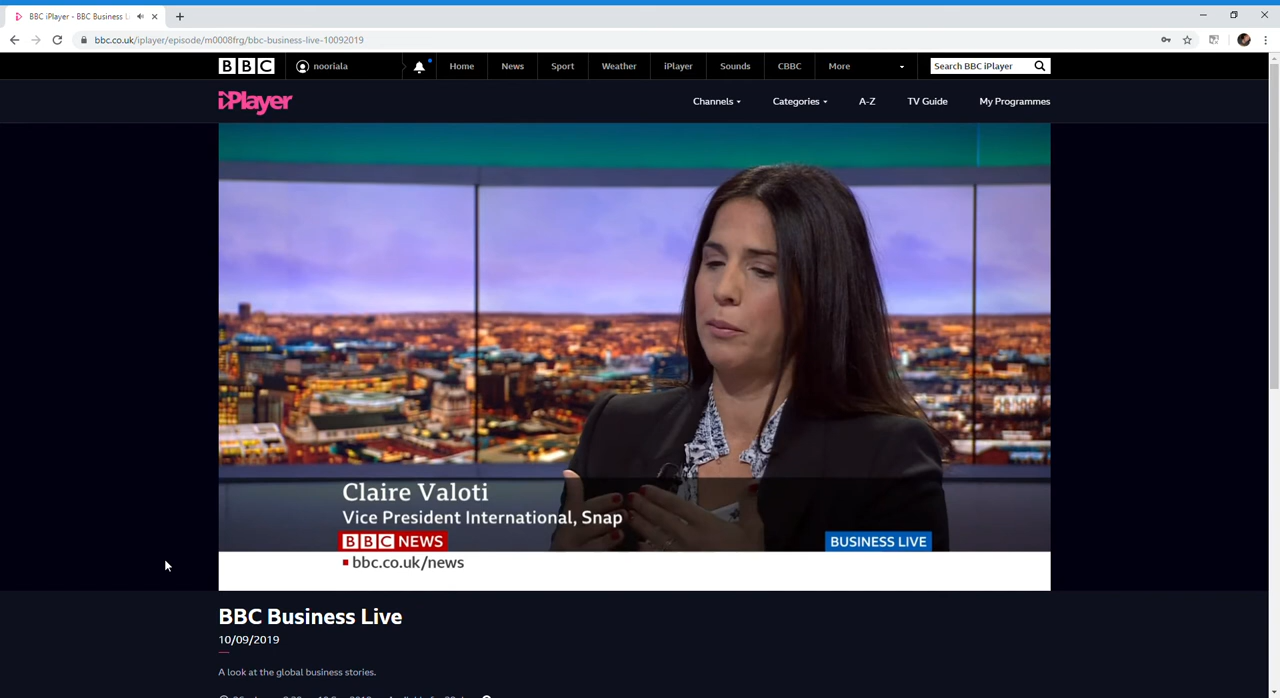 BBC iPlayer - BBC Business L
bbc.co.uk/iplayer/episode/m0008frg/bbc-business-live-10092019
BBC nooriala Home News Sport Weather iPlayer Sounds CBBC More Search BBC iPlayer
iPlayer Channels Categories A-Z TV Guide My Programmes
Claire Valoti
Vice President International, Snap
BBC NEWS BUSINESS LIVE
bbc.co.uk/news
BBC Business Live
10/09/2019
A look at the global business stories.